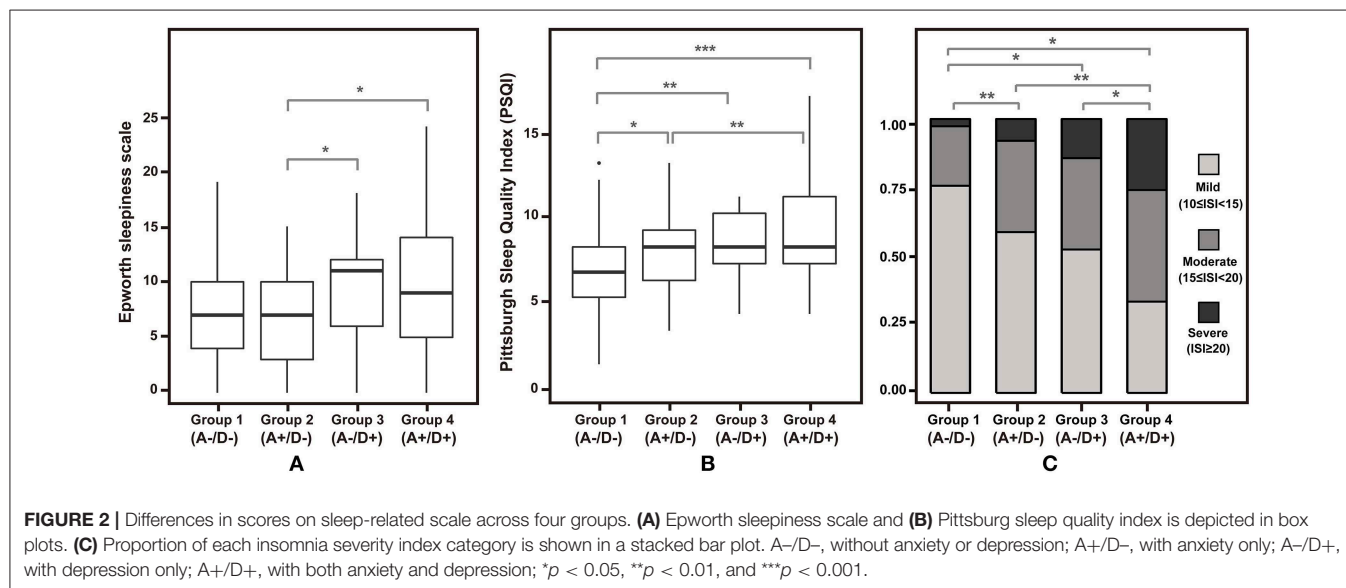 Epworth sleepiness scale
25
20
15
10
5
0
*
*
Group 1
(A-/D-)
Group 2
(A+/D-)
Group 3
(A-/D+)
Group 4
(A+/D+)
A
Pittsburgh Sleep Quality Index (PSQI)
15
10
5
0
***
**
*
**
Group 1
(A-/D-)
Group 2
(A+/D-)
Group 3
(A-/D+)
Group 4
(A+/D+)
B
1.00
0.75
0.50
0.25
0.00
*
*
**
**
*
Group 1
(A-/D-)
Group 2
(A+/D-)
Group 3
(A-/D+)
Group 4
(A+/D+)
C
Mild
(10≤ISI<15)
Moderate
(15≤ISI<20)
Severe
(ISI≥20)
FIGURE 2 | Differences in scores on sleep-related scale across four groups. (A) Epworth sleepiness scale and (B) Pittsburg sleep quality index is depicted in box
plots. (C) Proportion of each insomnia severity index category is shown in a stacked bar plot. A–/D–, without anxiety or depression; A+/D–, with anxiety only; A–/D+,
with depression only; A+/D+, with both anxiety and depression; *p < 0.05, **p < 0.01, and ***p < 0.001.